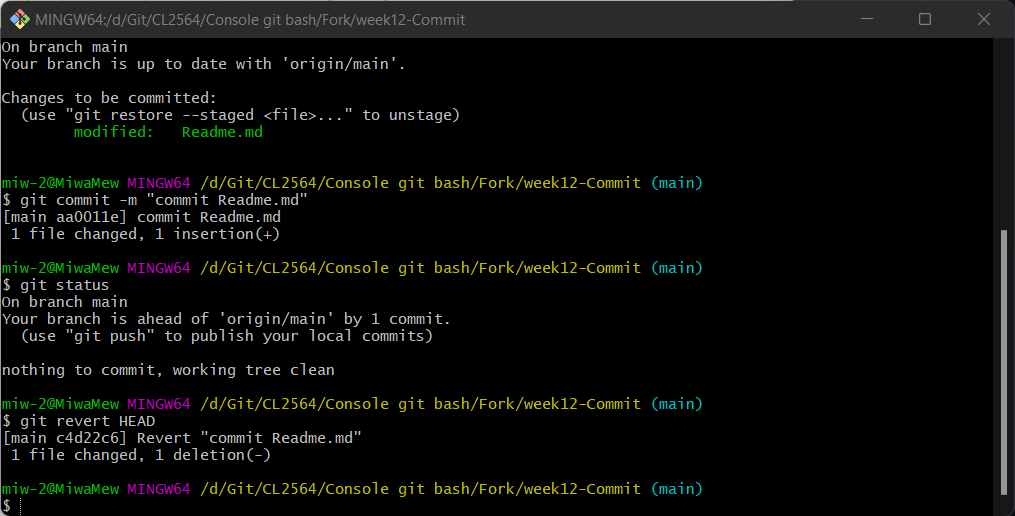 MINGW64:/d/Git/CL2564/Console git bash/Fork/week12-Commit
On branch main
Your branch is up to date with 'origin/main'.
Changes to be committed:
  (use "git restore --staged <file>..." to unstage)
        modified:   Readme.md
miw-2@MiwaMew MINGW64 /d/Git/CL2564/Console git bash/Fork/week12-Commit (main)
$ git commit -m "commit Readme.md"
[main aa0011e] commit Readme.md
 1 file changed, 1 insertion(+)
miw-2@MiwaMew MINGW64 /d/Git/CL2564/Console git bash/Fork/week12-Commit (main)
$ git status
On branch main
Your branch is ahead of 'origin/main' by 1 commit.
  (use "git push" to publish your local commits)
nothing to commit, working tree clean
miw-2@MiwaMew MINGW64 /d/Git/CL2564/Console git bash/Fork/week12-Commit (main)
$ git revert HEAD
[main c4d22c6] Revert "commit Readme.md"
 1 file changed, 1 deletion(-)
miw-2@MiwaMew MINGW64 /d/Git/CL2564/Console git bash/Fork/week12-Commit (main)
$